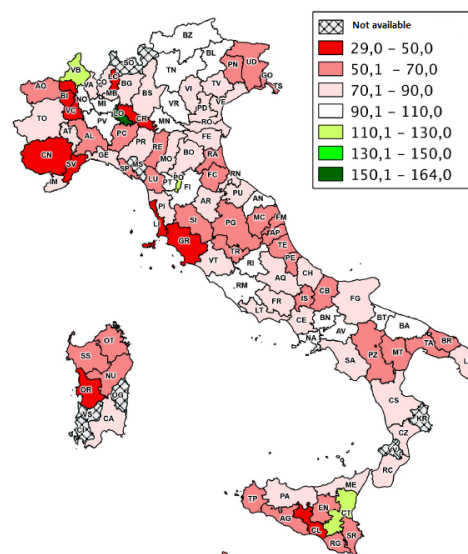 Not available
29,0 – 50,0
50,1 – 70,0
70,1 – 90,0
90,1 – 110,0
110,1 – 130,0
130,1 – 150,0
150,1 – 164,0
BZ
SO
BL
PN UD
VB
TN
LC
GO
AO
VA CO
BG
VI TV
TS
BI
MB
BS
VE
NO MI
VR PD
TO
VC
LO CR
MN
RO
PV
AT
AL
PC
FE
PR RE
CN
GE
MO BO
RA
SV
SP MS
FC
IM
LU
PT PO
FI
RN
PU
AN
PI
AR
LI
SI
PG
MC FM
AP
GR
TE
TR
PE
VT
RI
AQ
CH
RM
FR
IS CB
FG
LT
CE BN
BT
BA
NA
AV
OT
SS
SA
PZ
MT
TA BR
L
NU
OR
OG
CS
VS
CA
CI
KR
CZ
VV
ME
RC
TP
PA
EN CT
AG
CL
SR
RG